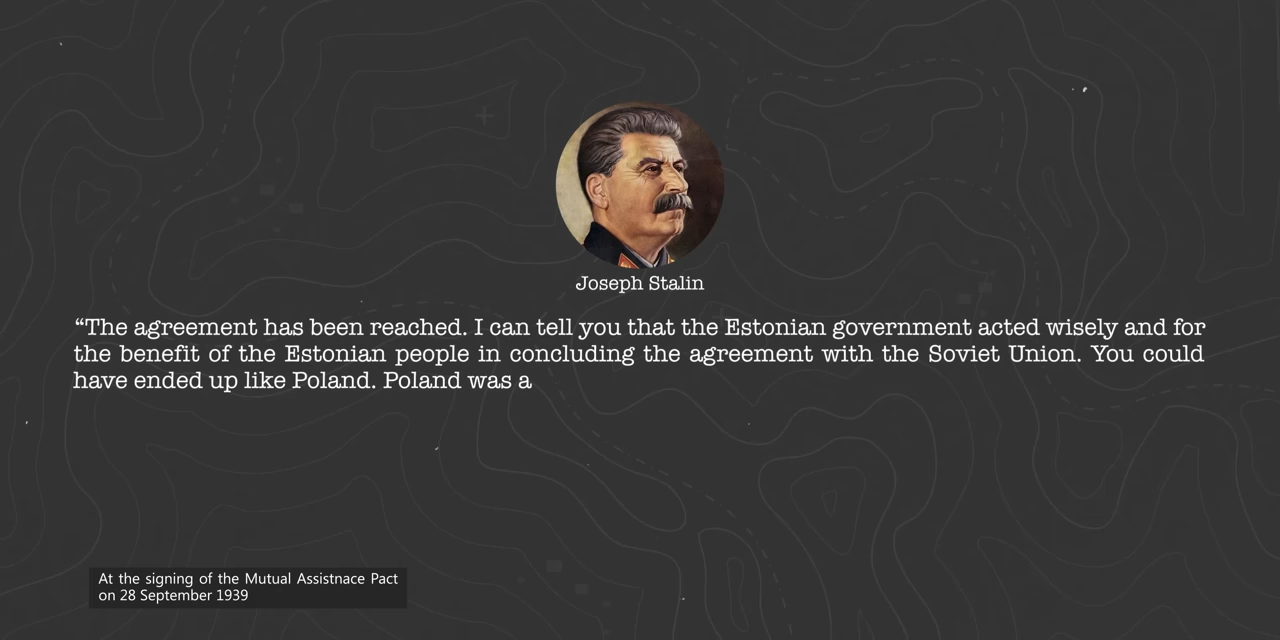 Joseph Stalin
“The agreement has been reached. I can tell you that the Estonian government acted wisely and for
the benefit of the Estonian people in concluding the agreement with the Soviet Union. You could
have ended up like Poland. Poland was a
At the signing of the Mutual Assistnace Pact
on 28 September 1939